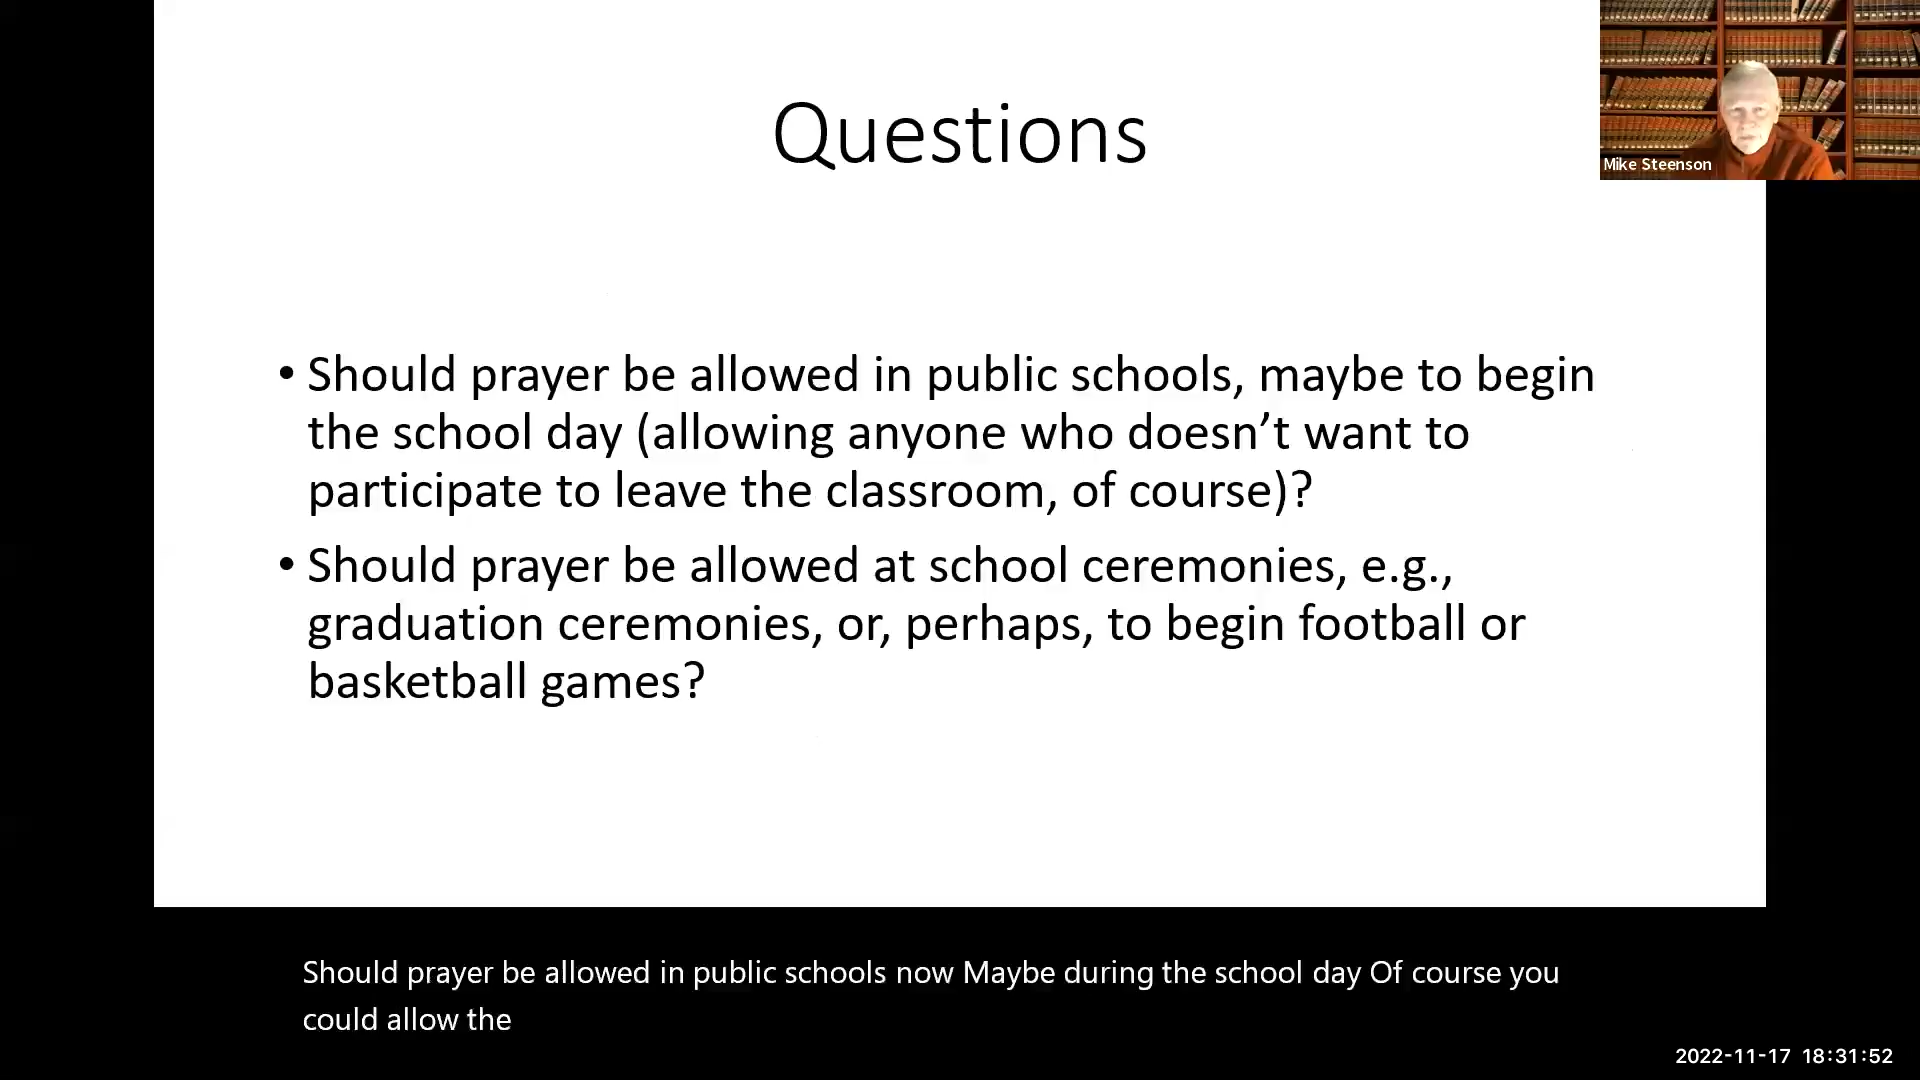 Questions
Mike Steenson
• Should prayer be allowed in public schools, maybe to begin
the school day (allowing anyone who doesn’t want to
participate to leave the classroom, of course)?
• Should prayer be allowed at school ceremonies, e.g.,
graduation ceremonies, or, perhaps, to begin football or
basketball games?
Should prayer be allowed in public schools now Maybe during the school day Of course you
could allow the
2022-11-17 18:31:52